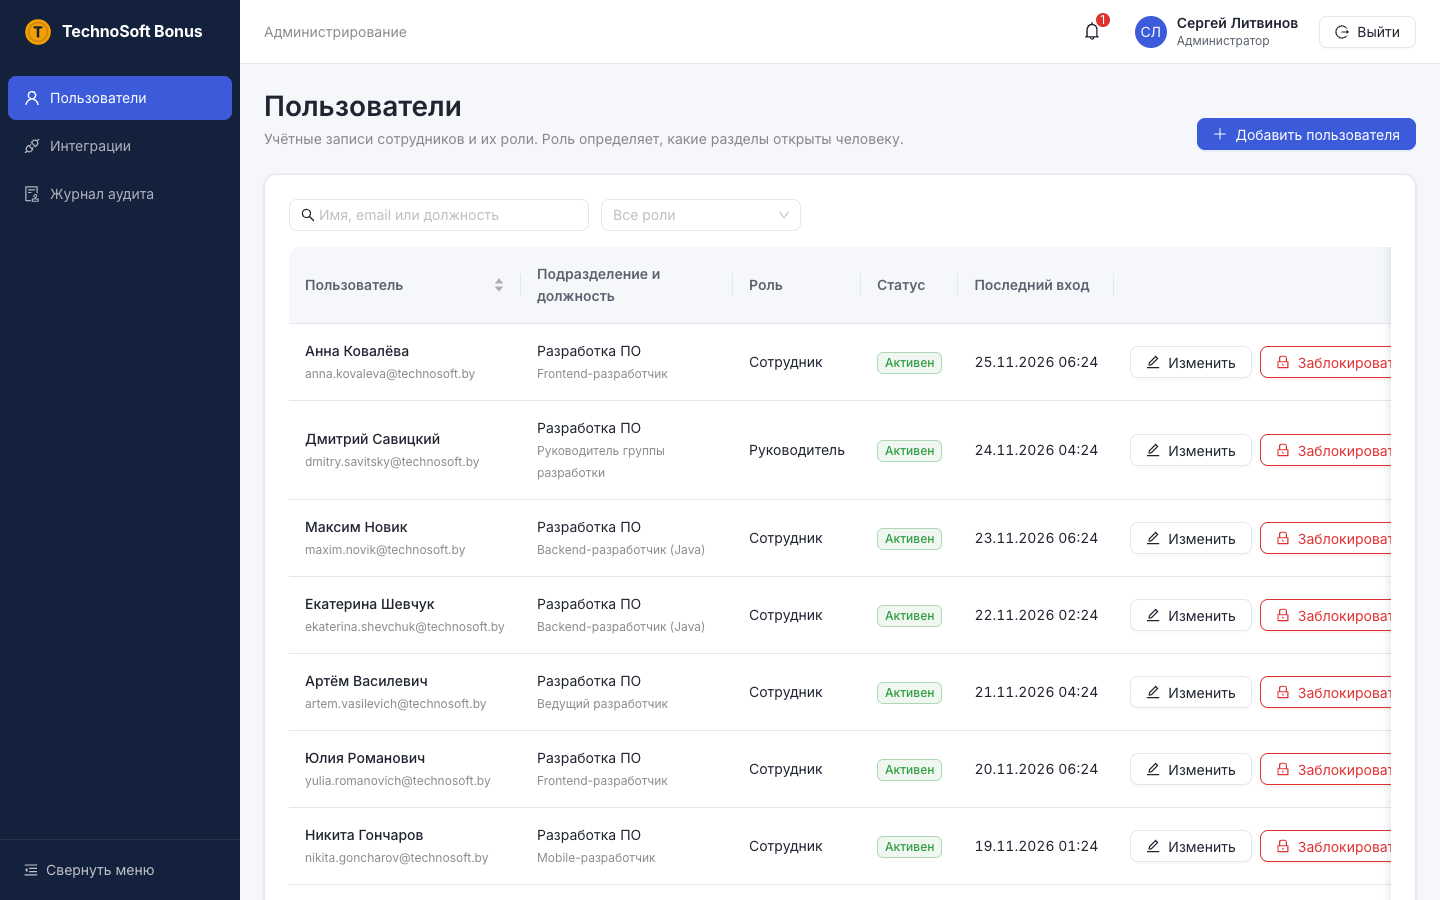 TechnoSoft Bonus
Администрирование
1
СЛ
Сергей Литвинов
Администратор
Выйти
Пользователи
Интеграции
Журнал аудита
Свернуть меню
Пользователи
Учётные записи сотрудников и их роли. Роль определяет, какие разделы открыты человеку.
Добавить пользователя
Имя, email или должность
Все роли
Пользователь
Подразделение и
должность
Роль
Статус
Последний вход
Анна Ковалёва
anna.kovaleva@technosoft.by
Разработка ПО
Frontend-разработчик
Сотрудник
Активен
25.11.2026 06:24
Изменить
Заблокироват
Дмитрий Савицкий
dmitry.savitsky@technosoft.by
Разработка ПО
Руководитель группы
разработки
Руководитель
Активен
24.11.2026 04:24
Изменить
Заблокироват
Максим Новик
maxim.novik@technosoft.by
Разработка ПО
Backend-разработчик (Java)
Сотрудник
Активен
23.11.2026 06:24
Изменить
Заблокироват
Екатерина Шевчук
ekaterina.shevchuk@technosoft.by
Разработка ПО
Backend-разработчик (Java)
Сотрудник
Активен
22.11.2026 02:24
Изменить
Заблокироват
Артём Василевич
artem.vasilevich@technosoft.by
Разработка ПО
Ведущий разработчик
Сотрудник
Активен
21.11.2026 04:24
Изменить
Заблокироват
Юлия Романович
yulia.romanovich@technosoft.by
Разработка ПО
Frontend-разработчик
Сотрудник
Активен
20.11.2026 06:24
Изменить
Заблокироват
Никита Гончаров
nikita.goncharov@technosoft.by
Разработка ПО
Mobile-разработчик
Сотрудник
Активен
19.11.2026 01:24
Изменить
Заблокироват